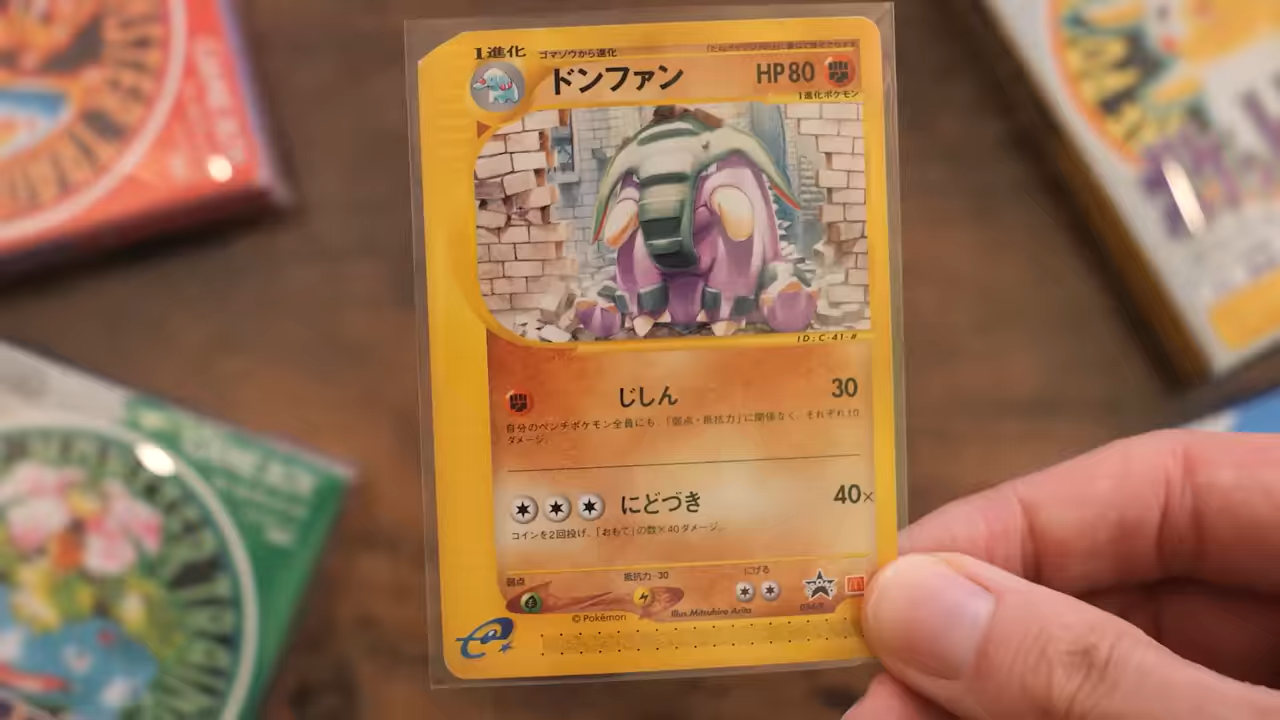 1進化 ゴマゾウから進化
ドンファン HP80
1進化ポケモン
ID:C-41-#
じしん 30
自分のベンチポケモン全員にも、「弱点・抵抗力」に関係なく、それぞれ10
ダメージ。
にどづき 40×
コインを2回投げ、「おもて」の数×40ダメージ。
弱点 抵抗力 -30 にげる
© Pokémon Illus.Mitsuhiro Arita
e
GAME BOY
GAME BOY